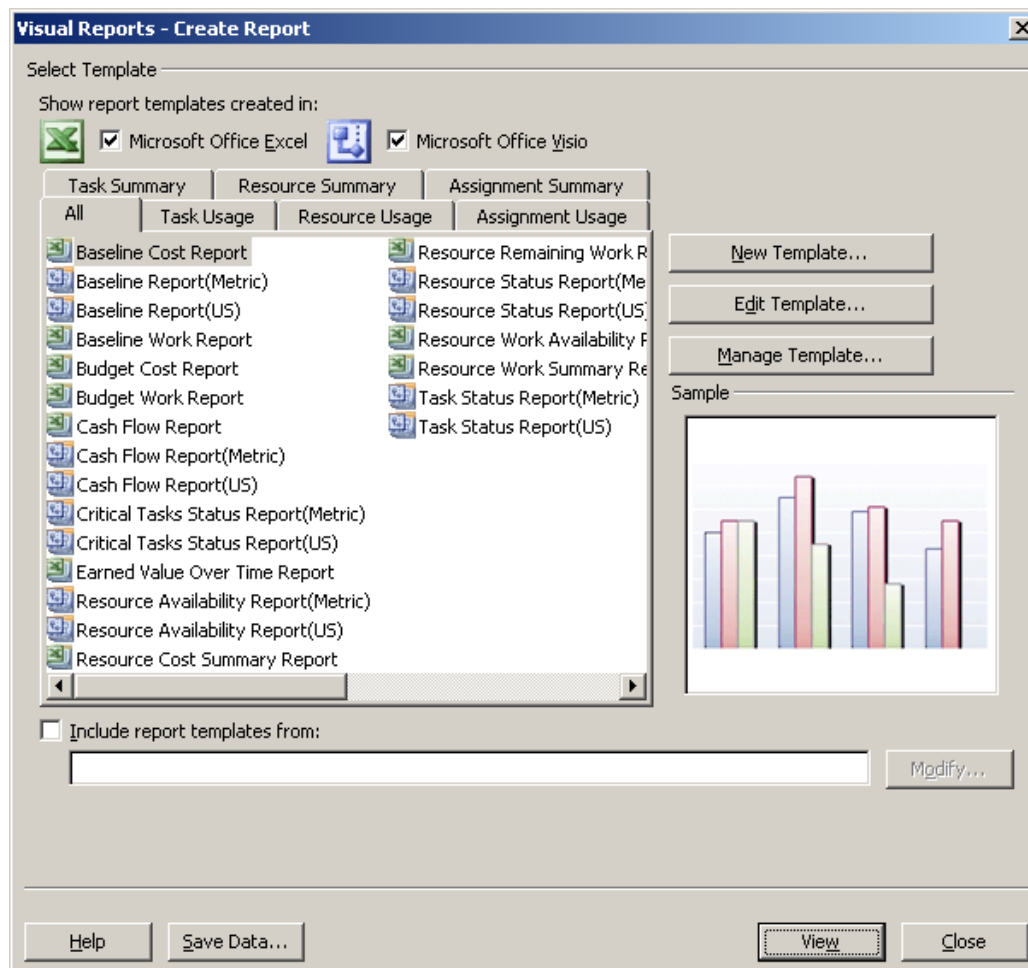 Visual Reports - Create Report
Select Template
Show report templates created in:
Microsoft Office Excel
Microsoft Office Visio
Task Summary
Resource Summary
Assignment Summary
All
Task Usage
Resource Usage
Assignment Usage
Baseline Cost Report
Baseline Report(Metric)
Baseline Report(US)
Baseline Work Report
Budget Cost Report
Budget Work Report
Cash Flow Report
Cash Flow Report(Metric)
Cash Flow Report(US)
Critical Tasks Status Report(Metric)
Critical Tasks Status Report(US)
Earned Value Over Time Report
Resource Availability Report(Metric)
Resource Availability Report(US)
Resource Cost Summary Report
Resource Remaining Work R
Resource Status Report(Me
Resource Status Report(US)
Resource Work Availability R
Resource Work Summary Re
Task Status Report(Metric)
Task Status Report(US)
New Template...
Edit Template...
Manage Template...
Sample
Include report templates from:
Modify...
Help
Save Data...
View
Close